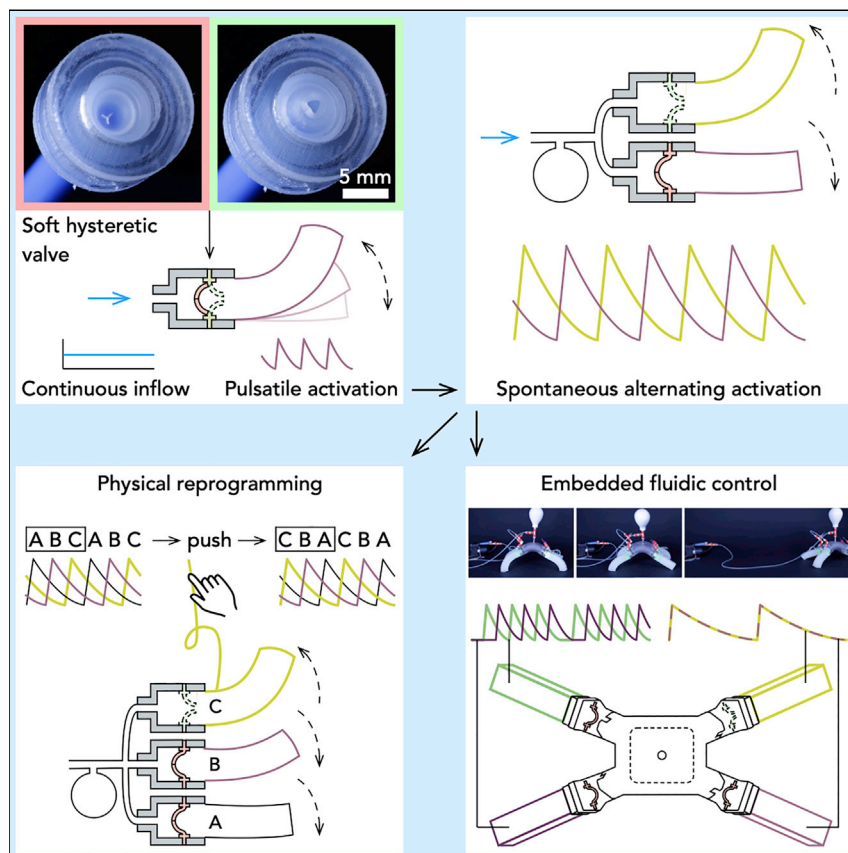 5 mm
Soft hysteretic
valve
Continuous inflow
Pulsatile activation
Spontaneous alternating activation
Physical reprogramming
A B C A B C
push
C B A C B A
C
B
A
Embedded fluidic control